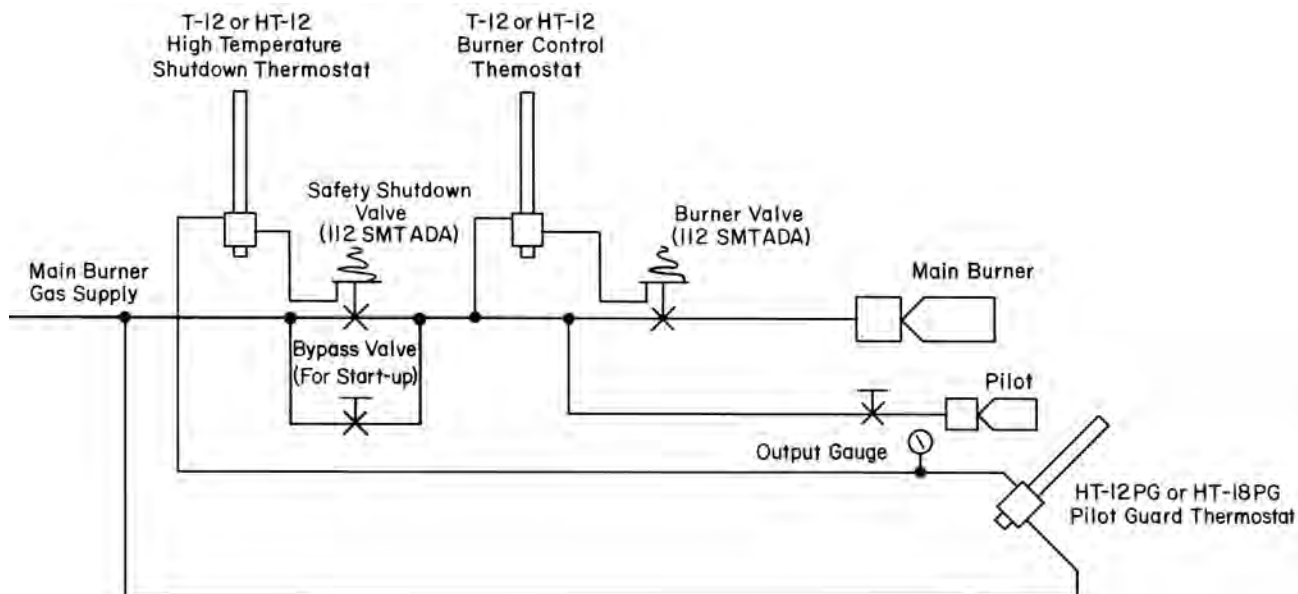 T-12 or HT-12
High Temperature
Shutdown Thermostat
T-12 or HT-12
Burner Control
Themostat
Safety Shutdown
Valve
(112 SMTADA)
Burner Valve
(112 SMTADA)
Main Burner
Gas Supply
Main Burner
Bypass Valve
(For Start-up)
Pilot
Output Gauge
HT-12PG or HT-18PG
Pilot Guard Thermostat